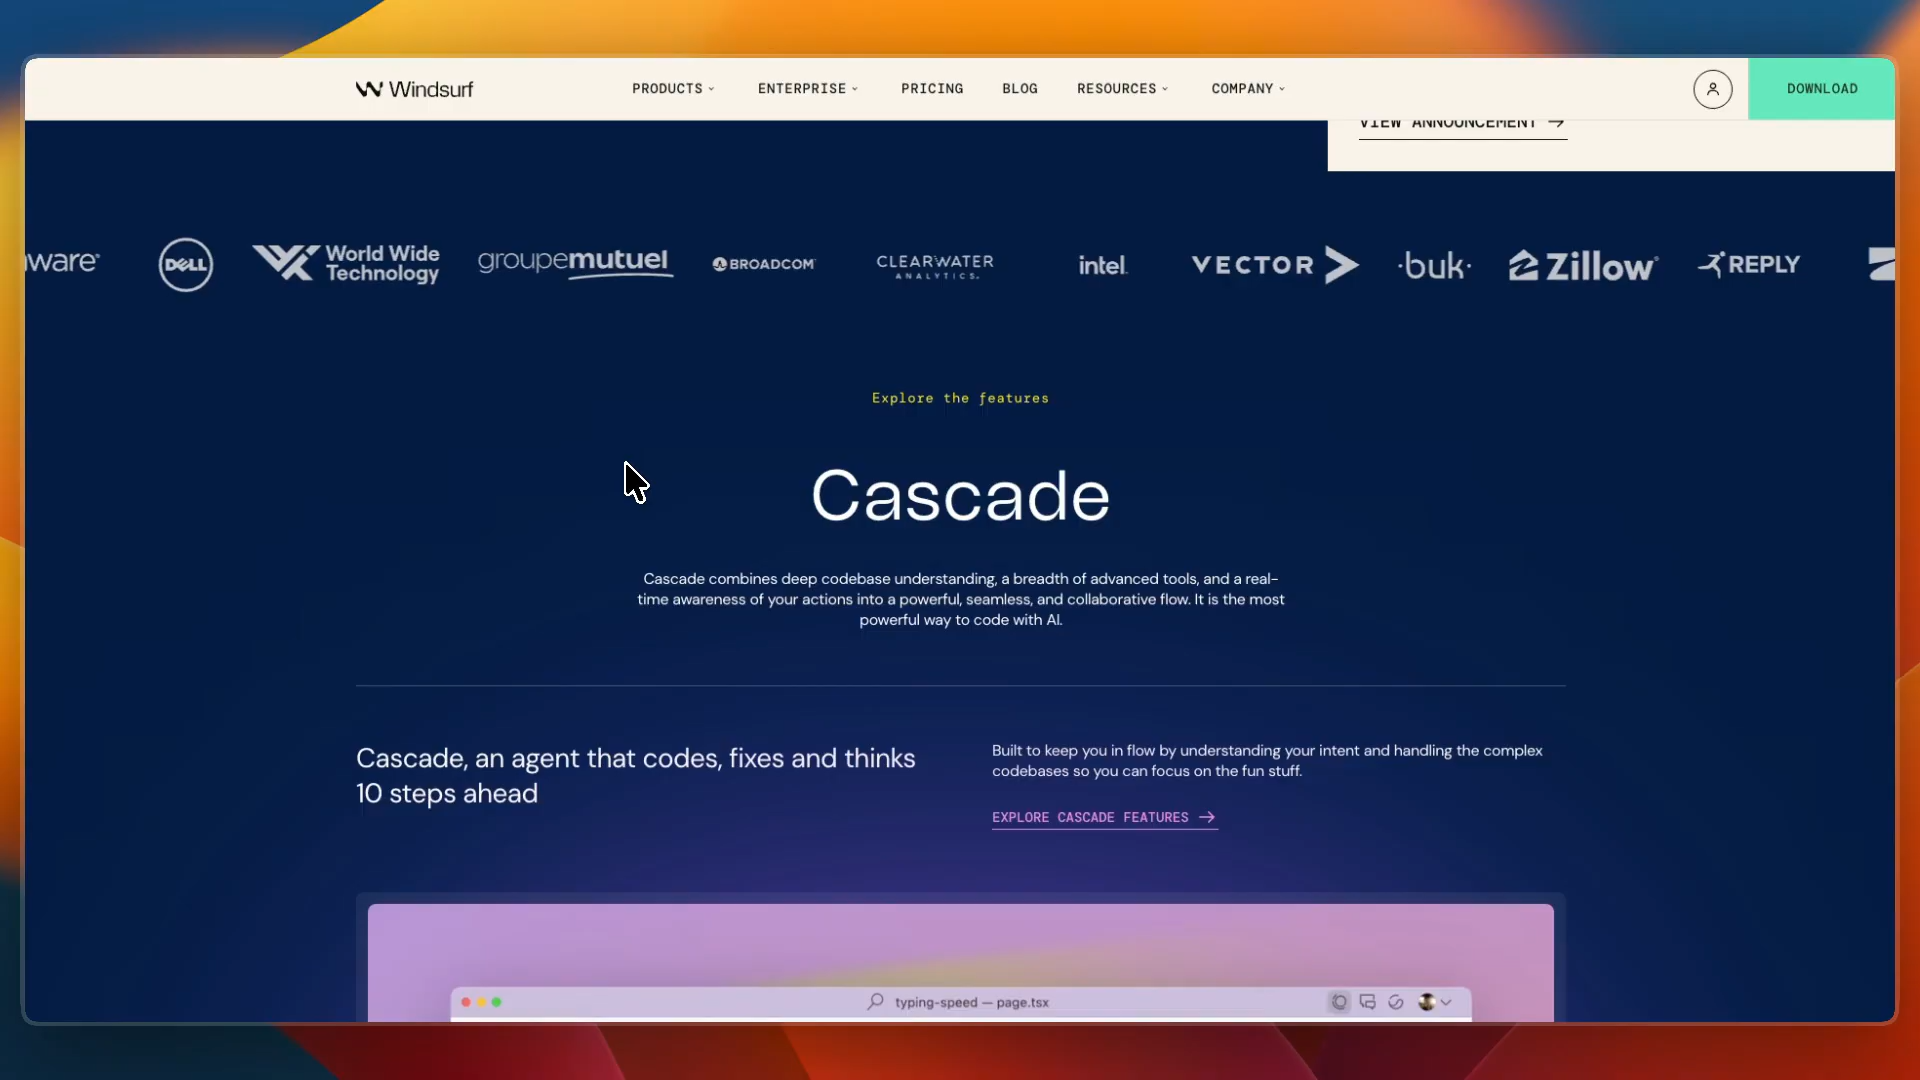 Windsurf
PRODUCTS
ENTERPRISE
PRICING
BLOG
RESOURCES
COMPANY
DOWNLOAD
VIEW ANNOUNCEMENT
DELL
World Wide
Technology
groupemutuel
BROADCOM
CLEARWATER
ANALYTICS.
intel.
VECTOR
·buk·
Zillow
REPLY
Explore the features
Cascade
Cascade combines deep codebase understanding, a breadth of advanced tools, and a real-
time awareness of your actions into a powerful, seamless, and collaborative flow. It is the most
powerful way to code with AI.
Cascade, an agent that codes, fixes and thinks
10 steps ahead
Built to keep you in flow by understanding your intent and handling the complex
codebases so you can focus on the fun stuff.
EXPLORE CASCADE FEATURES
typing-speed — page.tsx